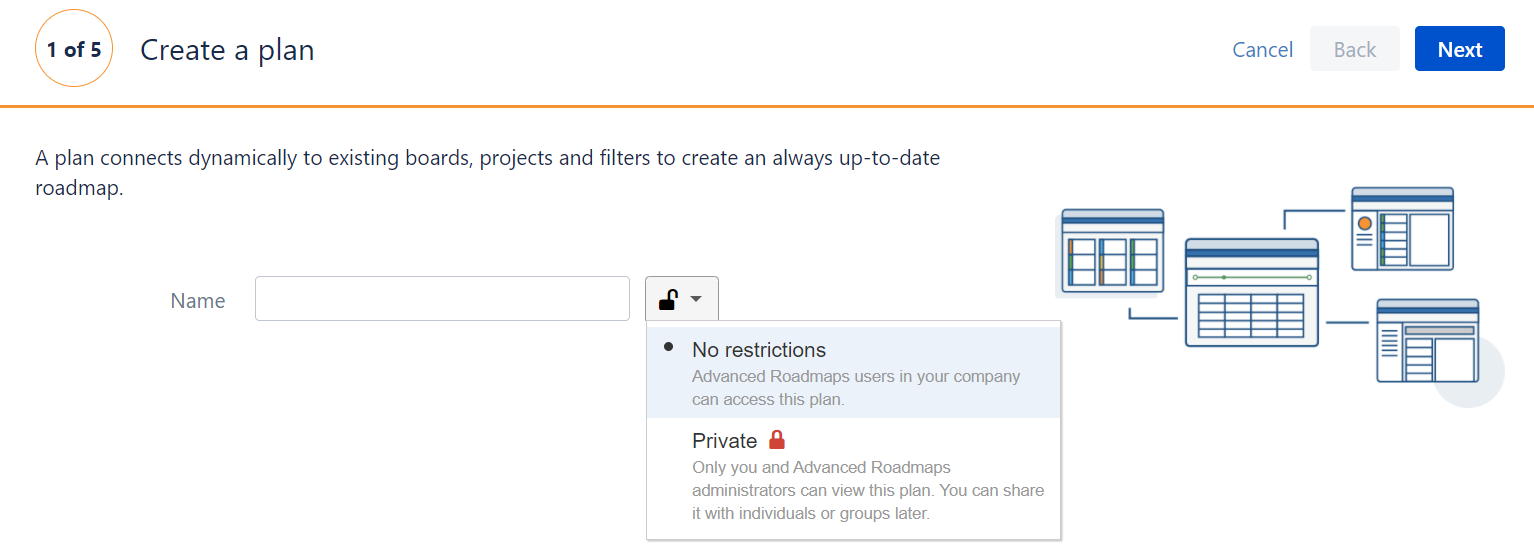 1 of 5
Create a plan
Cancel
Back
Next
A plan connects dynamically to existing boards, projects and filters to create an always up-to-date
roadmap.
Name
No restrictions
Advanced Roadmaps users in your company
can access this plan.
Private
Only you and Advanced Roadmaps
administrators can view this plan. You can share
it with individuals or groups later.